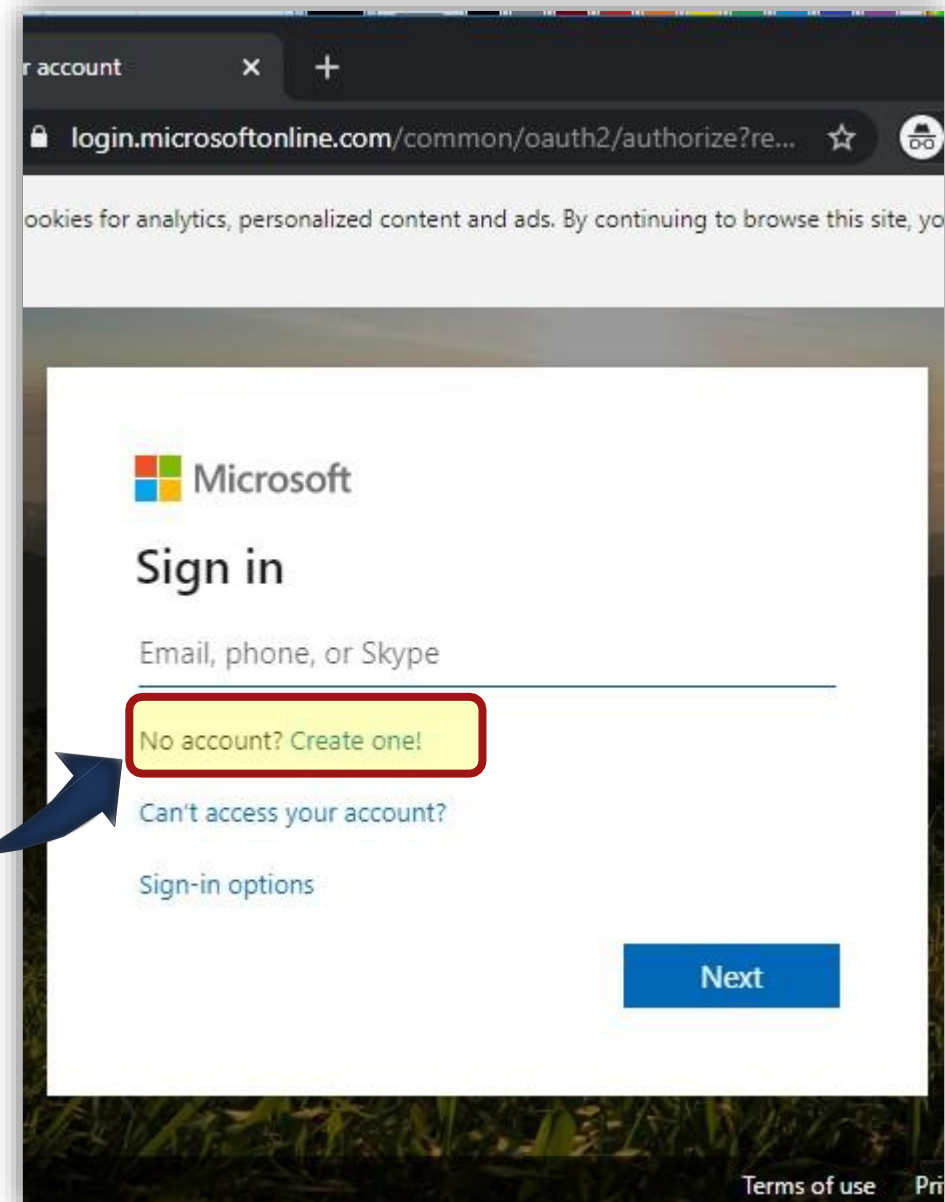 r account
login.microsoftonline.com/common/oauth2/authorize?re...
ookies for analytics, personalized content and ads. By continuing to browse this site, yo
Microsoft
Sign in
Email, phone, or Skype
No account? Create one!
Can't access your account?
Sign-in options
Next
Terms of use Pri